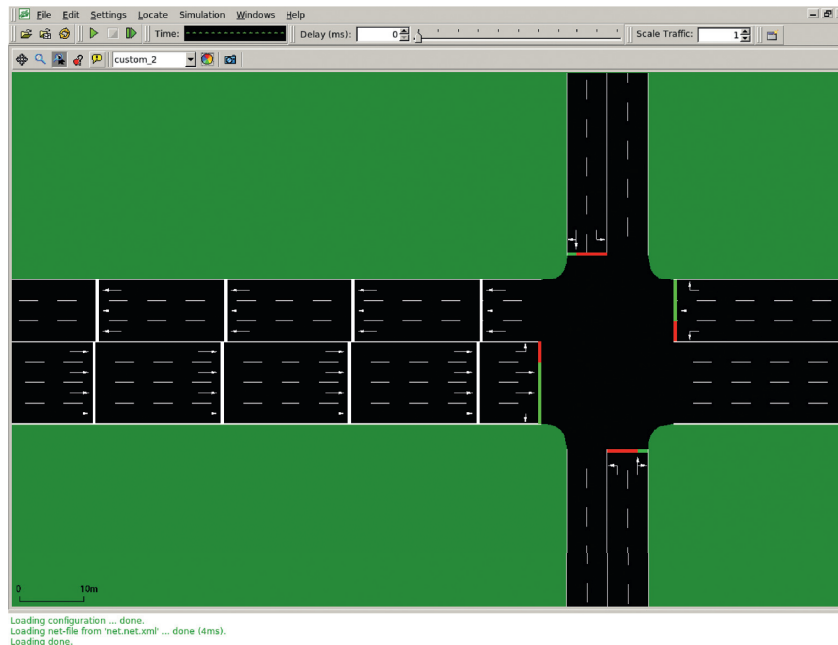 File Edit Settings Locate Simulation Windows Help
Time: Delay (ms): 0 Scale Traffic: 1
custom_2
0 10m
Loading configuration ... done.
Loading net-file from 'net.net.xml' ... done (4ms).
Loading done.